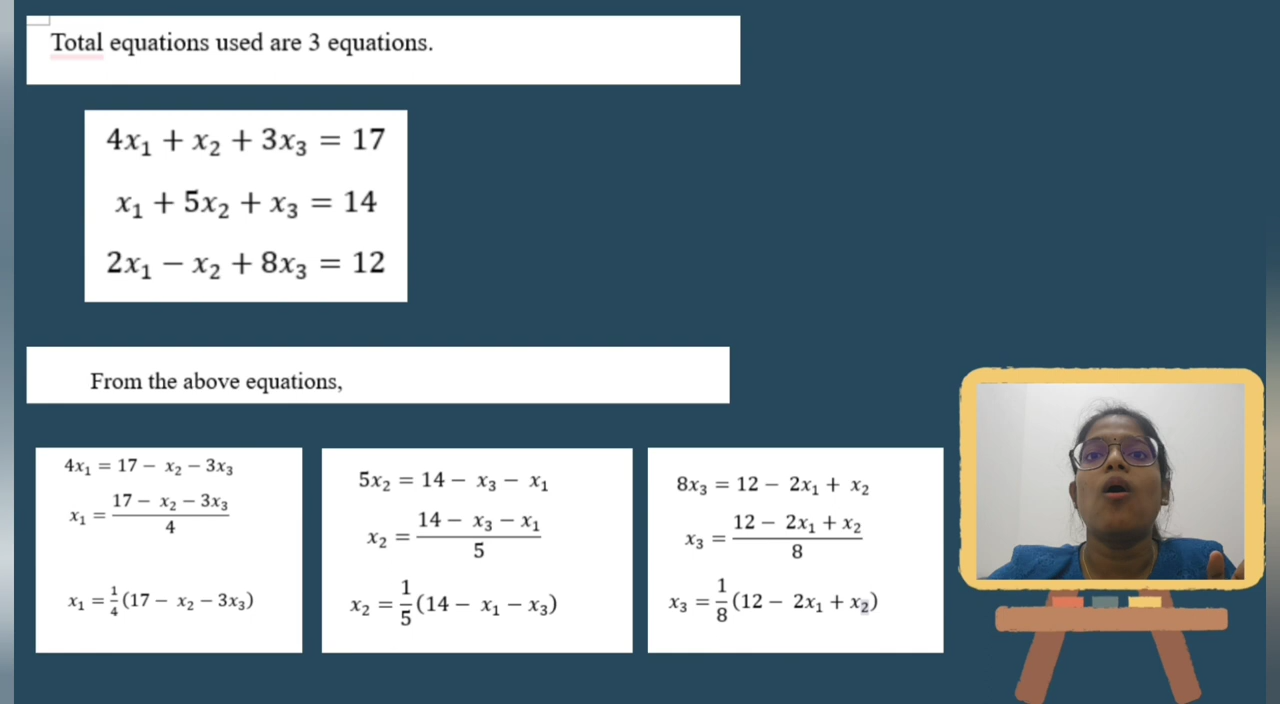 Total equations used are 3 equations.
4x₁ + x₂ + 3x₃ = 17
x₁ + 5x₂ + x₃ = 14
2x₁ − x₂ + 8x₃ = 12
From the above equations,
4x₁ = 17 − x₂ − 3x₃
x₁ = (17 − x₂ − 3x₃)/4
x₁ = 1/4(17 − x₂ − 3x₃)
5x₂ = 14 − x₃ − x₁
x₂ = (14 − x₃ − x₁)/5
x₂ = 1/5(14 − x₁ − x₃)
8x₃ = 12 − 2x₁ + x₂
x₃ = (12 − 2x₁ + x₂)/8
x₃ = 1/8(12 − 2x₁ + x₂)